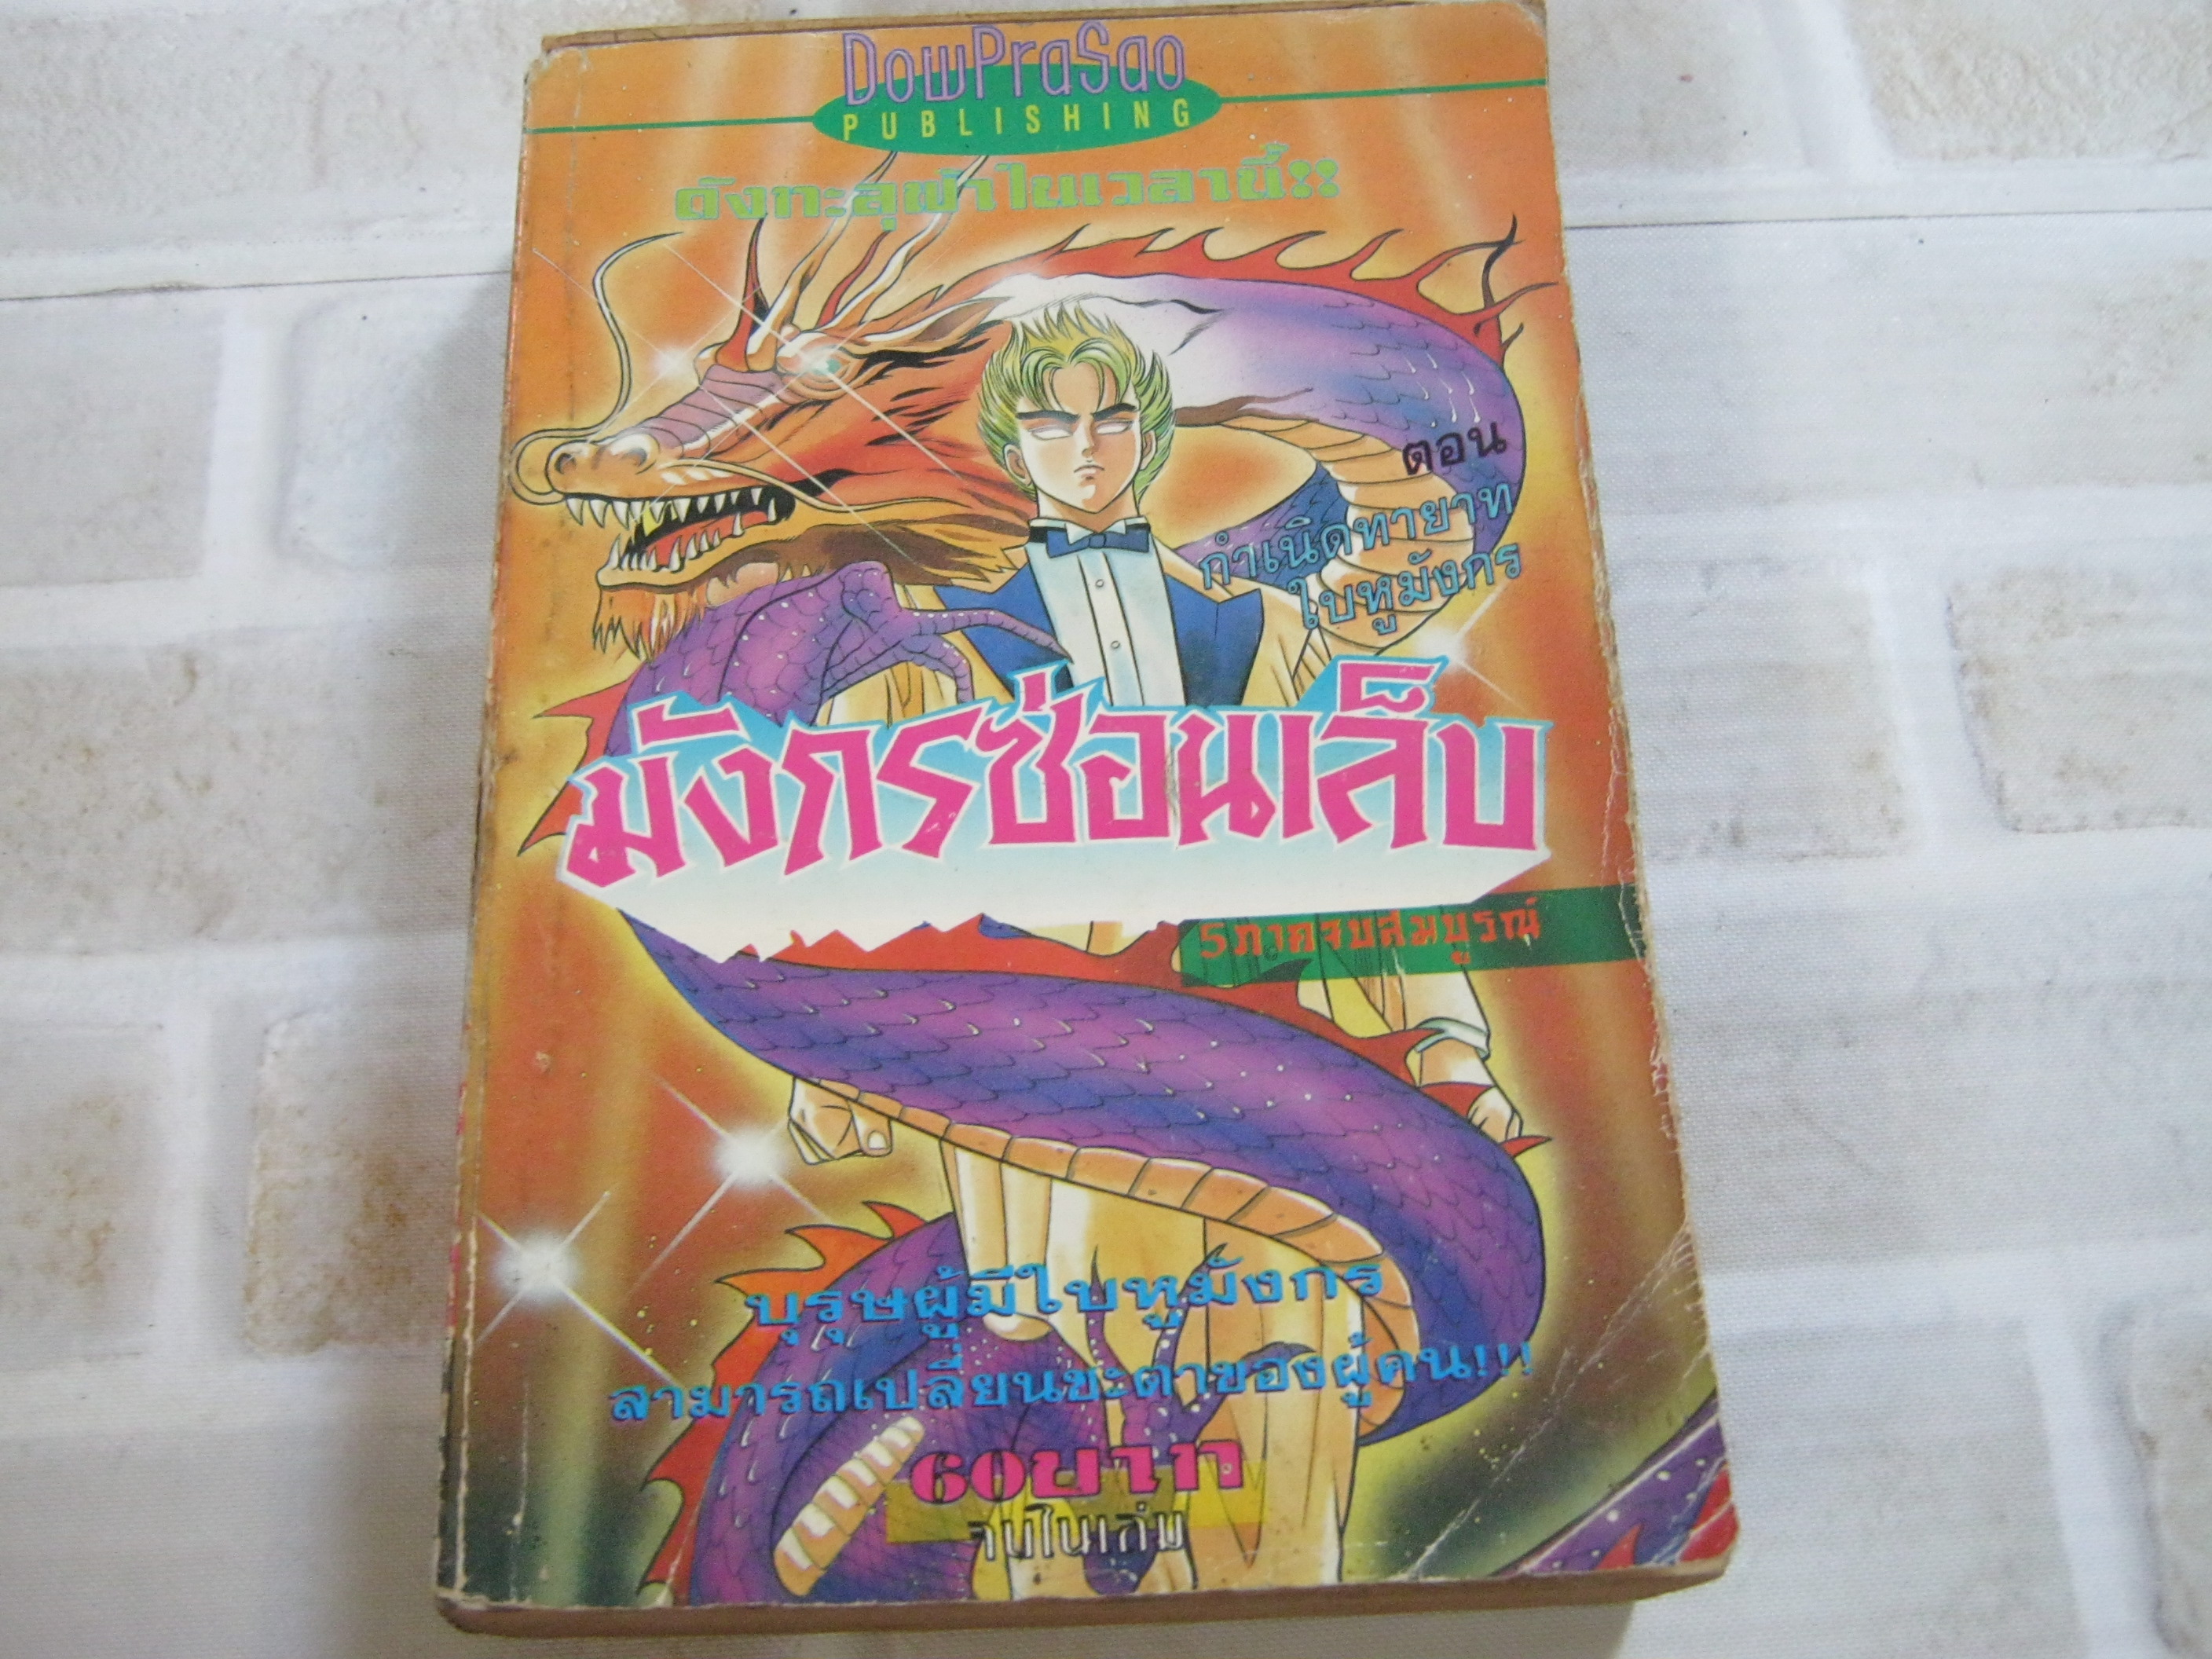 DowPraSao
PUBLISHING
ดังทะลุฟ้าในเวลานี้!!
ตอน
กำเนิดทายาท
ใบหูมังกร
มังกรซ่อนเล็บ
5ภาคจบสมบูรณ์
บุรุษผู้มีใบหูมังกร
สามารถเปลี่ยนชะตาของผู้คน!!!
60บาท
จบในเล่ม